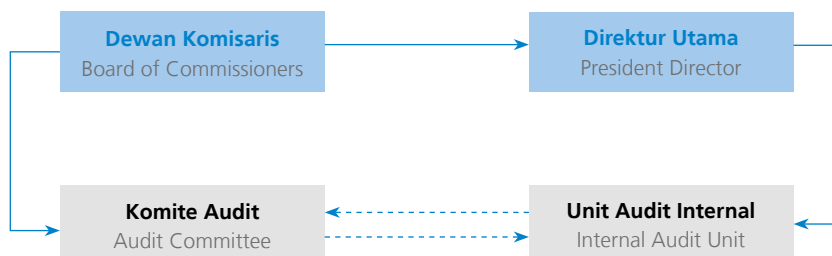 Dewan Komisaris
Board of Commissioners
Direktur Utama
President Director
Komite Audit
Audit Committee
Unit Audit Internal
Internal Audit Unit